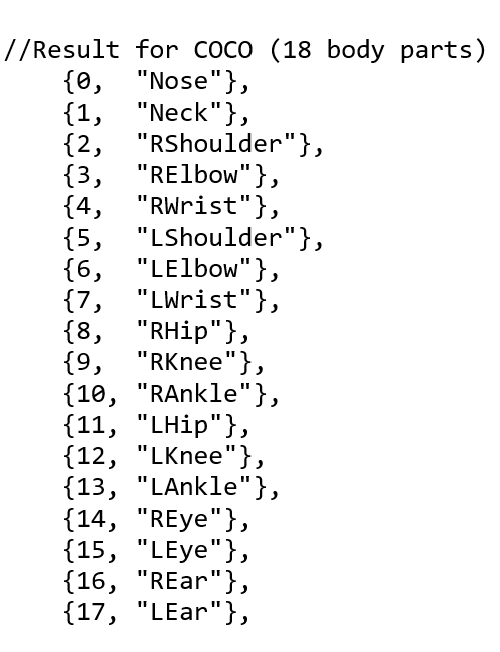 //Result for COCO (18 body parts)
    {0,  "Nose"},
    {1,  "Neck"},
    {2,  "RShoulder"},
    {3,  "RElbow"},
    {4,  "RWrist"},
    {5,  "LShoulder"},
    {6,  "LElbow"},
    {7,  "LWrist"},
    {8,  "RHip"},
    {9,  "RKnee"},
    {10, "RAnkle"},
    {11, "LHip"},
    {12, "LKnee"},
    {13, "LAnkle"},
    {14, "REye"},
    {15, "LEye"},
    {16, "REar"},
    {17, "LEar"},